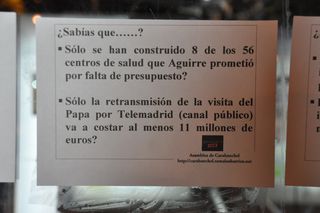 ¿Sabías que……?
▪ Sólo se han construido 8 de los 56
centros de salud que Aguirre prometió
por falta de presupuesto?
▪ Sólo la retransmisión de la visita del
Papa por Telemadrid (canal público)
va a costar al menos 11 millones de
euros?
Asamblea de Carabanchel